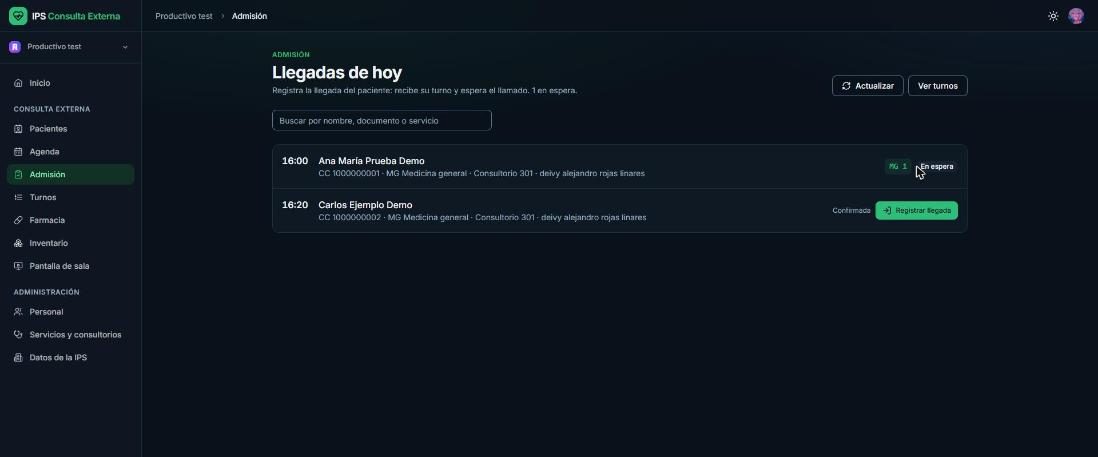 IPS Consulta Externa
Productivo test
Inicio
CONSULTA EXTERNA
Pacientes
Agenda
Admisión
Turnos
Farmacia
Inventario
Pantalla de sala
ADMINISTRACIÓN
Personal
Servicios y consultorios
Datos de la IPS
Productivo test > Admisión
ADMISIÓN
Llegadas de hoy
Registra la llegada del paciente: recibe su turno y espera el llamado. 1 en espera.
Actualizar
Ver turnos
Buscar por nombre, documento o servicio
16:00 Ana María Prueba Demo
CC 1000000001 · MG Medicina general · Consultorio 301 · deivy alejandro rojas linares
MG 1 En espera
16:20 Carlos Ejemplo Demo
CC 1000000002 · MG Medicina general · Consultorio 301 · deivy alejandro rojas linares
Confirmada Registrar llegada